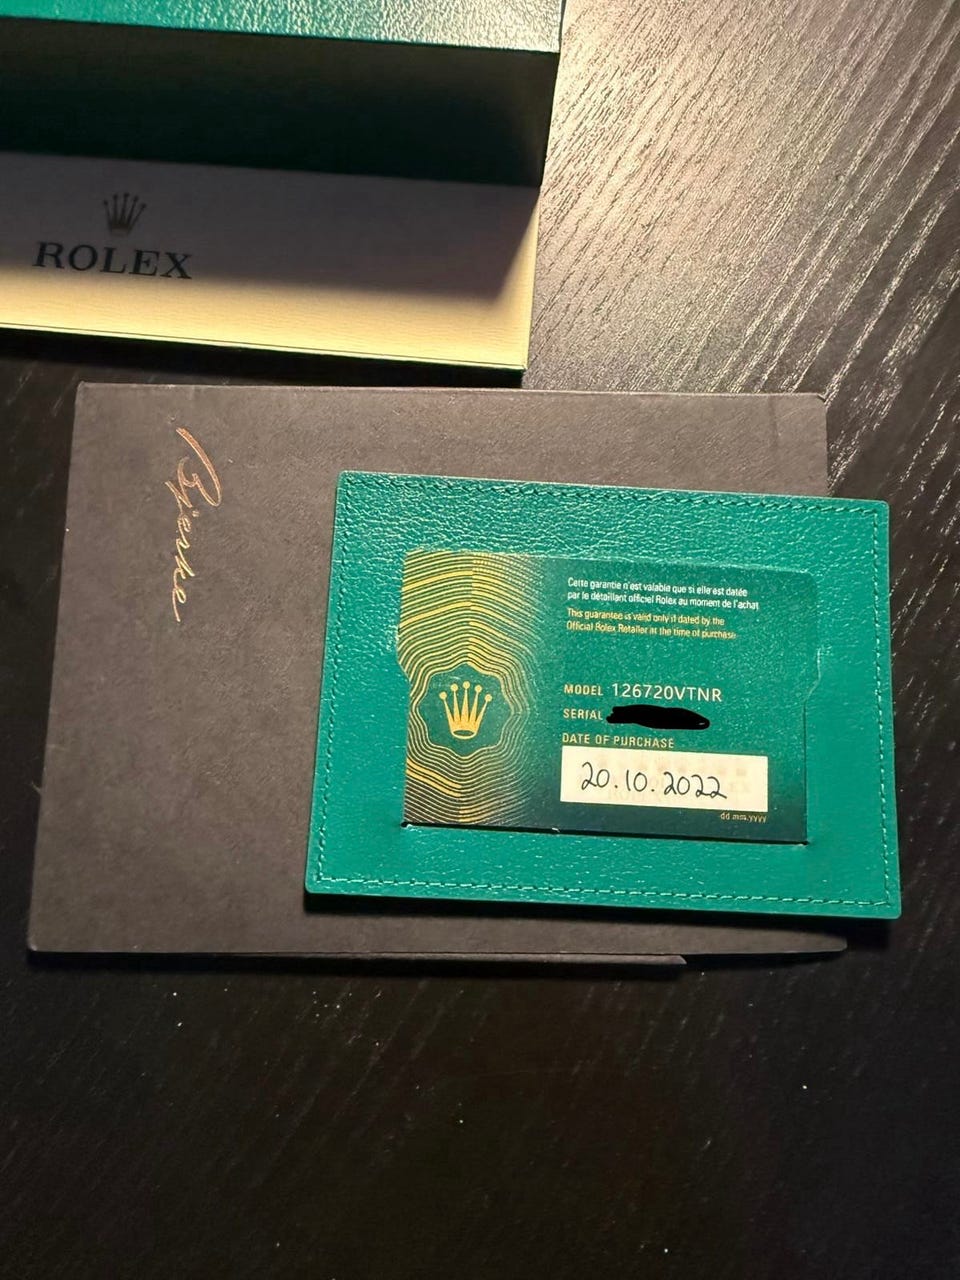 ROLEX
Bjerke
Cette garantie n'est valable que si elle est datée
par le détaillant officiel Rolex au moment de l'achat
This guarantee is valid only if dated by the
Official Rolex Retailer at the time of purchase
MODEL 126720VTNR
SERIAL
DATE OF PURCHASE
20.10.2022
dd.mm.yyyy